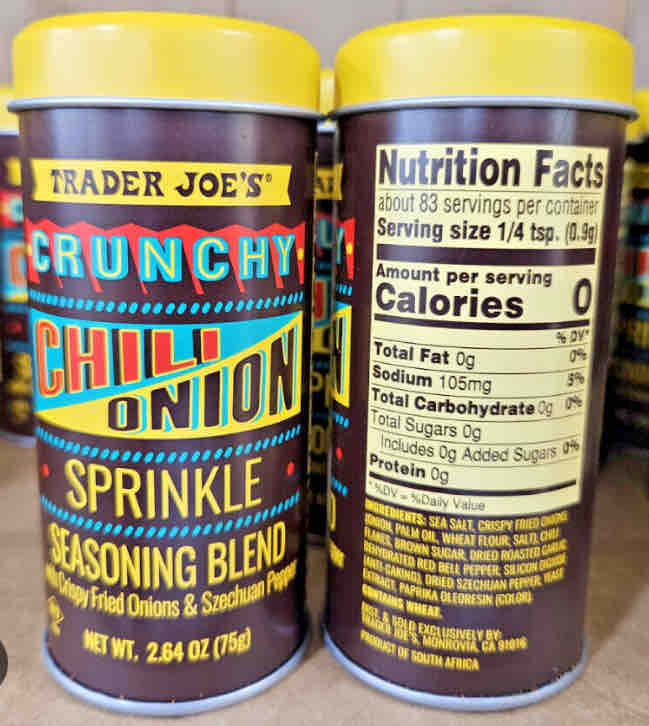 TRADER JOE'S®
CRUNCHY
CHILI
ONION
SPRINKLE
SEASONING BLEND
with Crispy Fried Onions & Szechuan Pepper
NET WT. 2.64 OZ (75g)
Nutrition Facts
about 83 servings per container
Serving size 1/4 tsp. (0.9g)
Amount per serving
Calories 0
% DV*
Total Fat 0g 0%
Sodium 105mg 5%
Total Carbohydrate 0g 0%
Total Sugars 0g
Includes 0g Added Sugars 0%
Protein 0g
*%DV = %Daily Value
INGREDIENTS: SEA SALT, CRISPY FRIED ONIONS
(ONION, PALM OIL, WHEAT FLOUR, SALT), CHILI
FLAKES, BROWN SUGAR, DRIED ROASTED GARLIC,
DEHYDRATED RED BELL PEPPER, SILICON DIOXIDE
(ANTI-CAKING), DRIED SZECHUAN PEPPER, YEAST
EXTRACT, PAPRIKA OLEORESIN (COLOR).
CONTAINS WHEAT.
DIST. & SOLD EXCLUSIVELY BY:
TRADER JOE'S, MONROVIA, CA 91016
PRODUCT OF SOUTH AFRICA